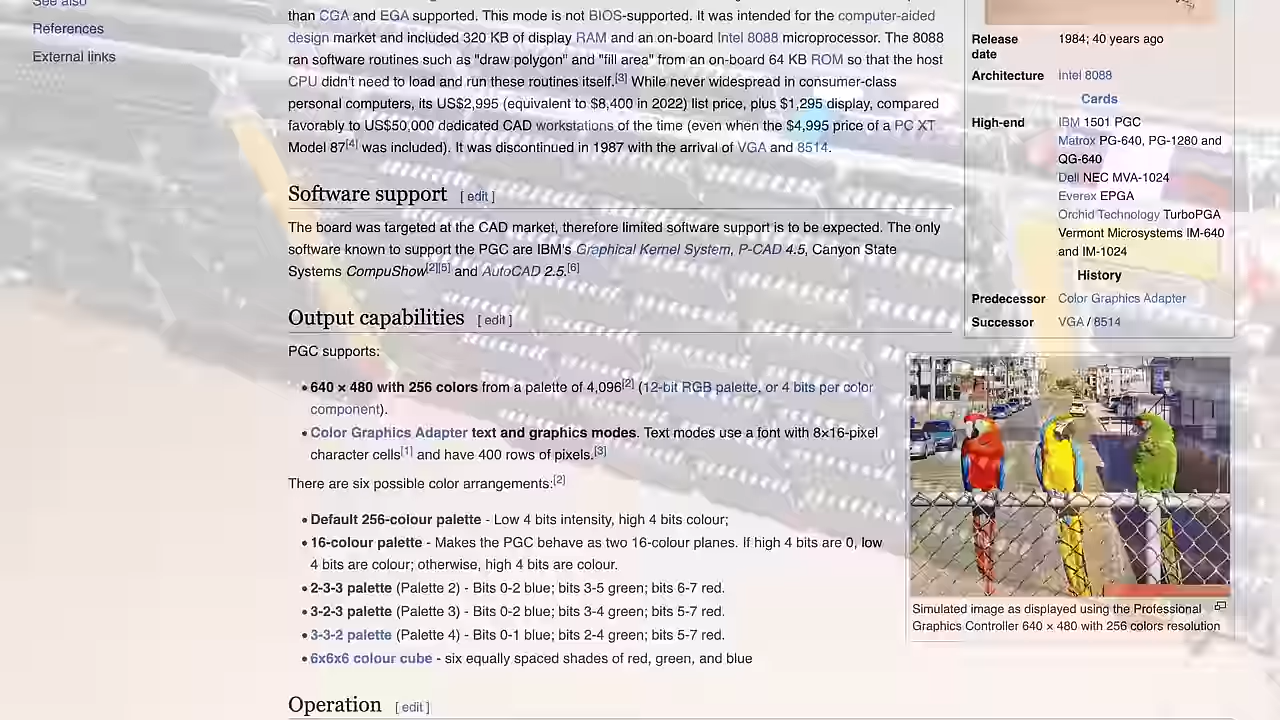 See also
References
External links
than CGA and EGA supported. This mode is not BIOS-supported. It was intended for the computer-aided
design market and included 320 KB of display RAM and an on-board Intel 8088 microprocessor. The 8088
ran software routines such as "draw polygon" and "fill area" from an on-board 64 KB ROM so that the host
CPU didn't need to load and run these routines itself.[3] While never widespread in consumer-class
personal computers, its US$2,995 (equivalent to $8,400 in 2022) list price, plus $1,295 display, compared
favorably to US$50,000 dedicated CAD workstations of the time (even when the $4,995 price of a PC XT
Model 87[4] was included). It was discontinued in 1987 with the arrival of VGA and 8514.
Software support [ edit ]
The board was targeted at the CAD market, therefore limited software support is to be expected. The only
software known to support the PGC are IBM's Graphical Kernel System, P-CAD 4.5, Canyon State
Systems CompuShow[2][5] and AutoCAD 2.5.[6]
Output capabilities [ edit ]
PGC supports:
• 640 × 480 with 256 colors from a palette of 4,096[2] (12-bit RGB palette, or 4 bits per color
component).
• Color Graphics Adapter text and graphics modes. Text modes use a font with 8×16-pixel
character cells[1] and have 400 rows of pixels.[3]
There are six possible color arrangements:[2]
• Default 256-colour palette - Low 4 bits intensity, high 4 bits colour;
• 16-colour palette - Makes the PGC behave as two 16-colour planes. If high 4 bits are 0, low
4 bits are colour; otherwise, high 4 bits are colour.
• 2-3-3 palette (Palette 2) - Bits 0-2 blue; bits 3-5 green; bits 6-7 red.
• 3-2-3 palette (Palette 3) - Bits 0-2 blue; bits 3-4 green; bits 5-7 red.
• 3-3-2 palette (Palette 4) - Bits 0-1 blue; bits 2-4 green; bits 5-7 red.
• 6x6x6 colour cube - six equally spaced shades of red, green, and blue
Operation [ edit ]
Release date 1984; 40 years ago
Architecture Intel 8088
Cards
High-end IBM 1501 PGC
Matrox PG-640, PG-1280 and
QG-640
Dell NEC MVA-1024
Everex EPGA
Orchid Technology TurboPGA
Vermont Microsystems IM-640
and IM-1024
History
Predecessor Color Graphics Adapter
Successor VGA / 8514
Simulated image as displayed using the Professional
Graphics Controller 640 × 480 with 256 colors resolution